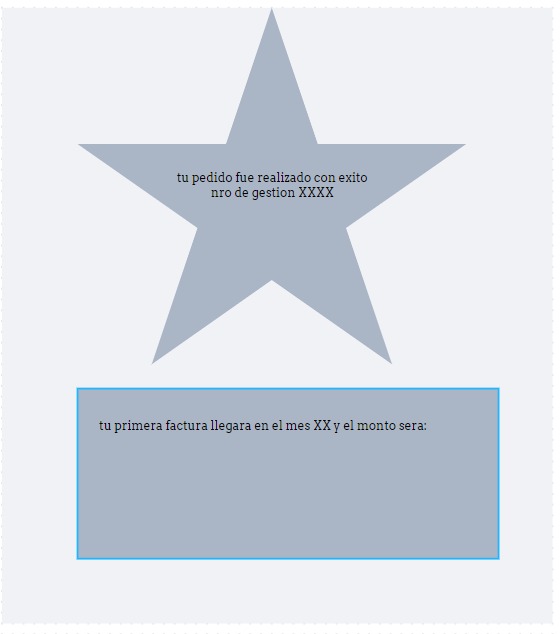 tu pedido fue realizado con exito
nro de gestion XXXX
tu primera factura llegara en el mes XX y el monto sera: